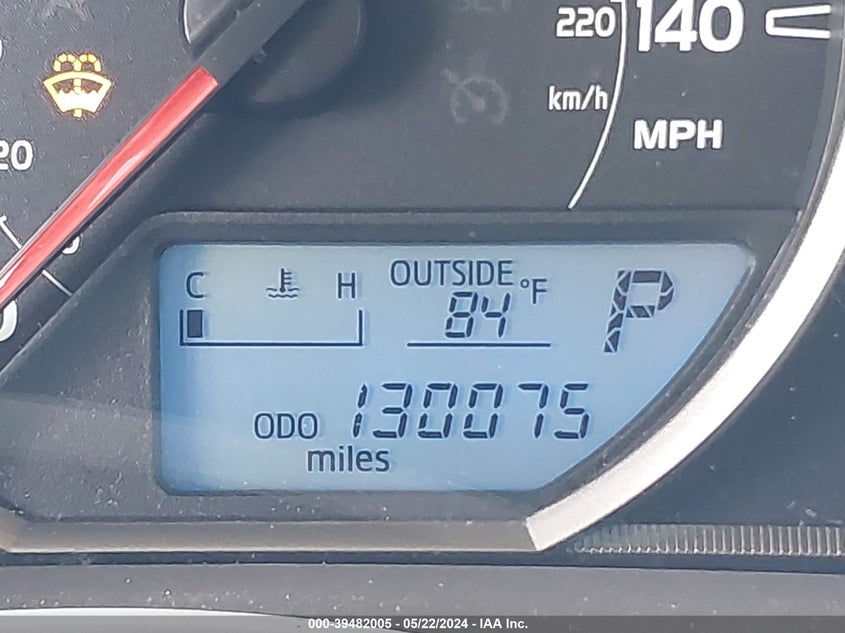 220
140
km/h
MPH
20
C H
OUTSIDE
84 °F
P
ODO 130075
miles
000-39482005 - 05/22/2024 - IAA Inc.